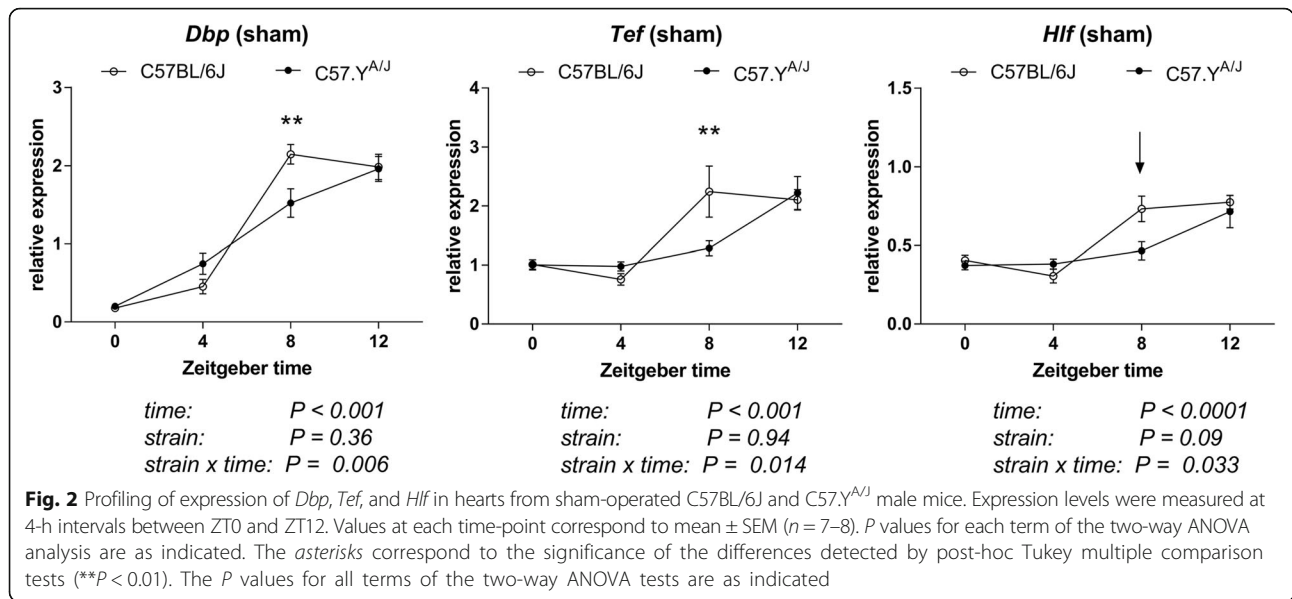 Dbp (sham)
C57BL/6J C57.Y^A/J
relative expression
3
2
1
0
**
0 4 8 12
Zeitgeber time
time: P < 0.001
strain: P = 0.36
strain x time: P = 0.006
Tef (sham)
C57BL/6J C57.Y^A/J
relative expression
4
3
2
1
0
**
0 4 8 12
Zeitgeber time
time: P < 0.001
strain: P = 0.94
strain x time: P = 0.014
Hlf (sham)
C57BL/6J C57.Y^A/J
relative expression
1.5
1.0
0.5
0.0
0 4 8 12
Zeitgeber time
time: P < 0.0001
strain: P = 0.09
strain x time: P = 0.033
Fig. 2 Profiling of expression of Dbp, Tef, and Hlf in hearts from sham-operated C57BL/6J and C57.Y^A/J male mice. Expression levels were measured at
4-h intervals between ZT0 and ZT12. Values at each time-point correspond to mean ± SEM (n = 7–8). P values for each term of the two-way ANOVA
analysis are as indicated. The asterisks correspond to the significance of the differences detected by post-hoc Tukey multiple comparison
tests (**P < 0.01). The P values for all terms of the two-way ANOVA tests are as indicated